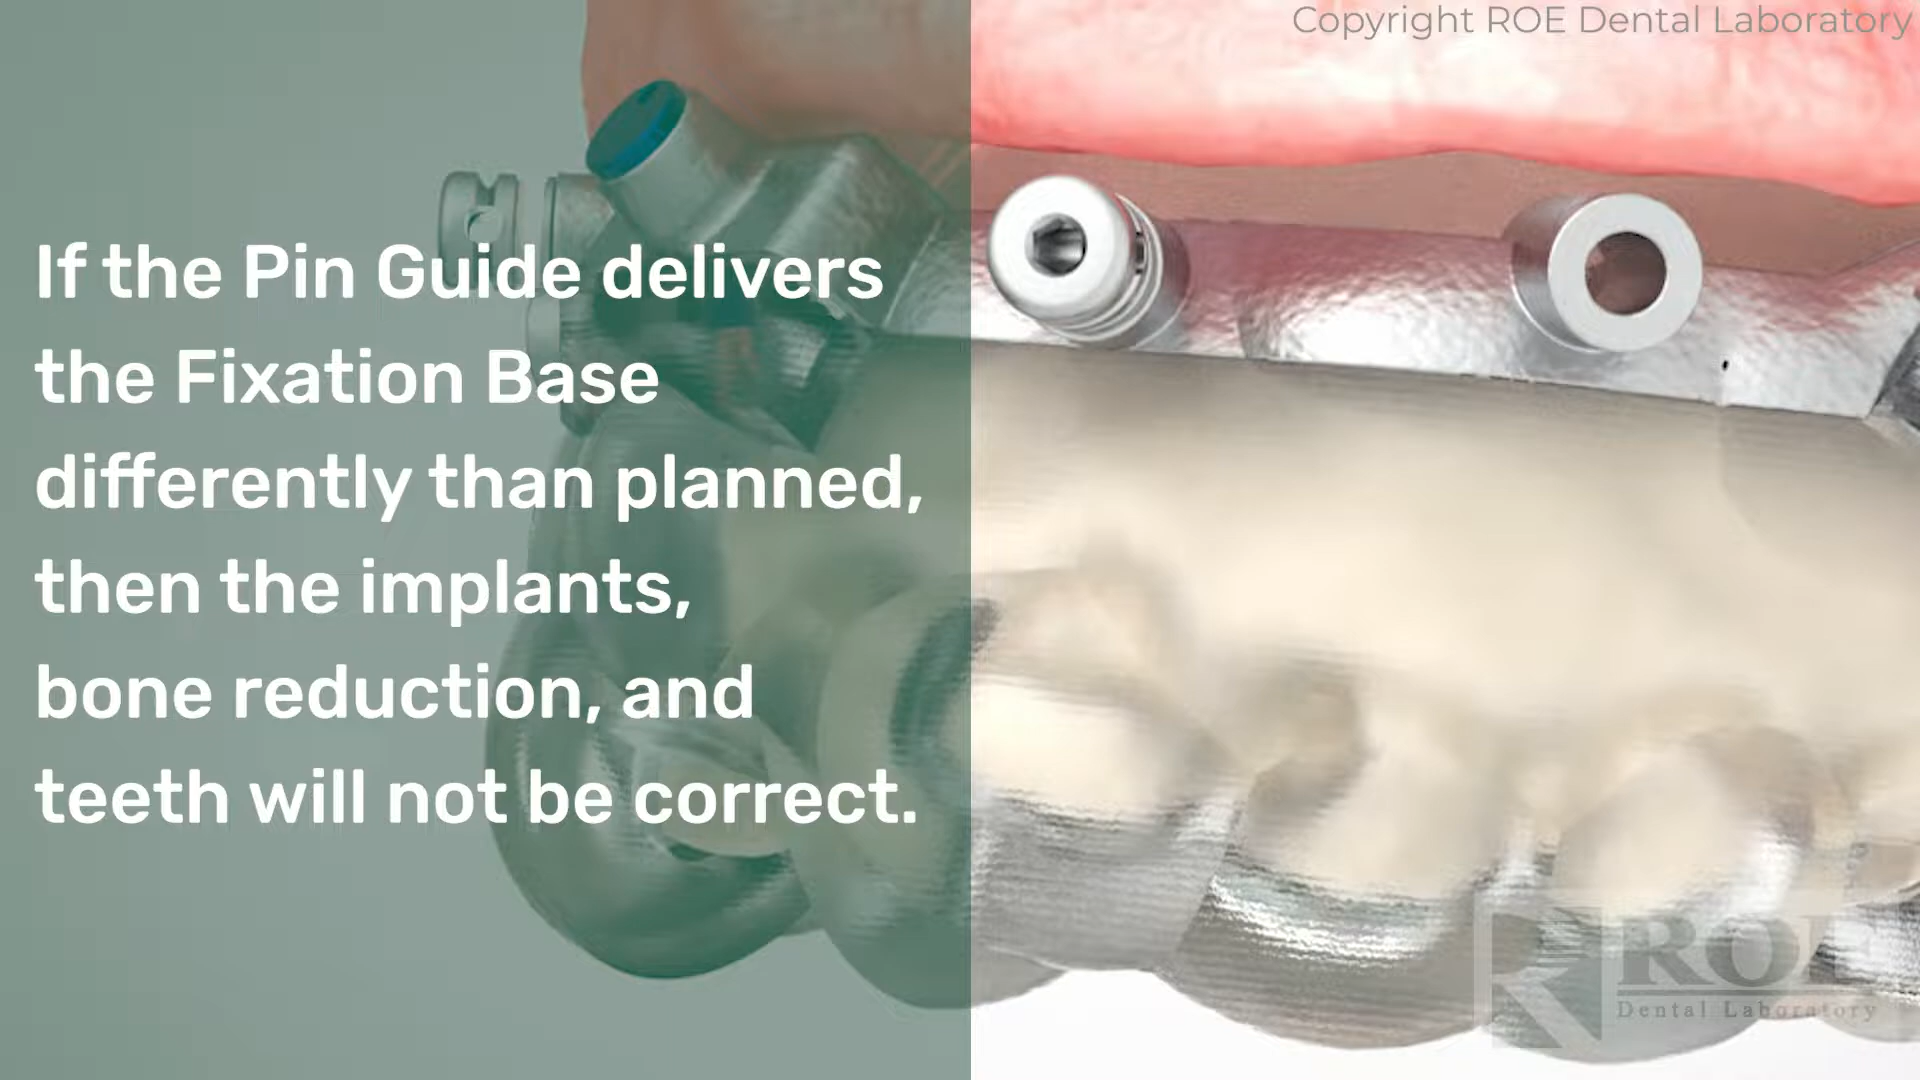 Copyright ROE Dental Laboratory
If the Pin Guide delivers
the Fixation Base
differently than planned,
then the implants,
bone reduction, and
teeth will not be correct.
ROE
Dental Laboratory